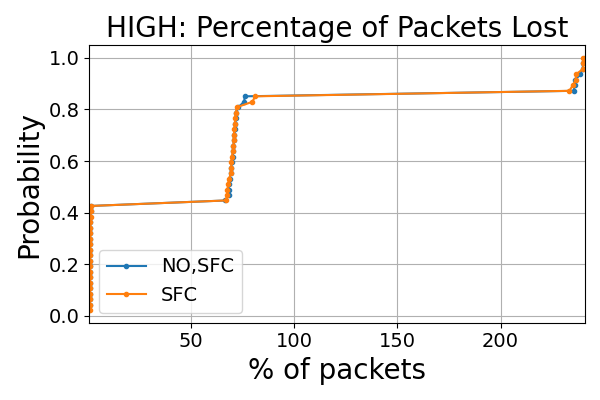 HIGH: Percentage of Packets Lost
Probability
1.0
0.8
0.6
0.4
0.2
0.0
NO,SFC
SFC
50
100
150
200
% of packets